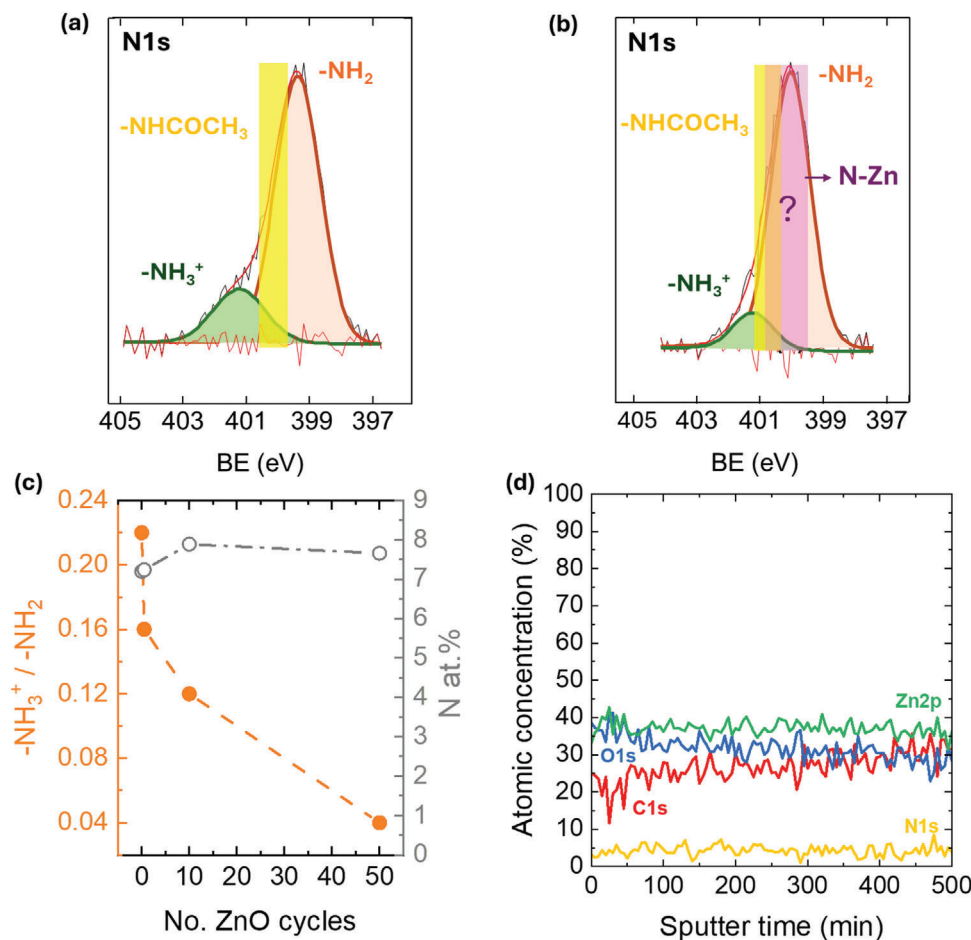 (a)
N1s
-NH₂
-NHCOCH₃
-NH₃⁺
405 403 401 399 397
BE (eV)
(b)
N1s
-NH₂
-NHCOCH₃
N-Zn
?
-NH₃⁺
405 403 401 399 397
BE (eV)
(c)
0.24
0.20
0.16
0.12
0.08
0.04
-NH₃⁺ / -NH₂
9
8
7
6
5
4
3
2
1
0
N at.%
0 10 20 30 40 50
No. ZnO cycles
(d)
100
90
80
70
60
50
40
30
20
10
0
Atomic concentration (%)
Zn2p
O1s
C1s
N1s
0 100 200 300 400 500
Sputter time (min)